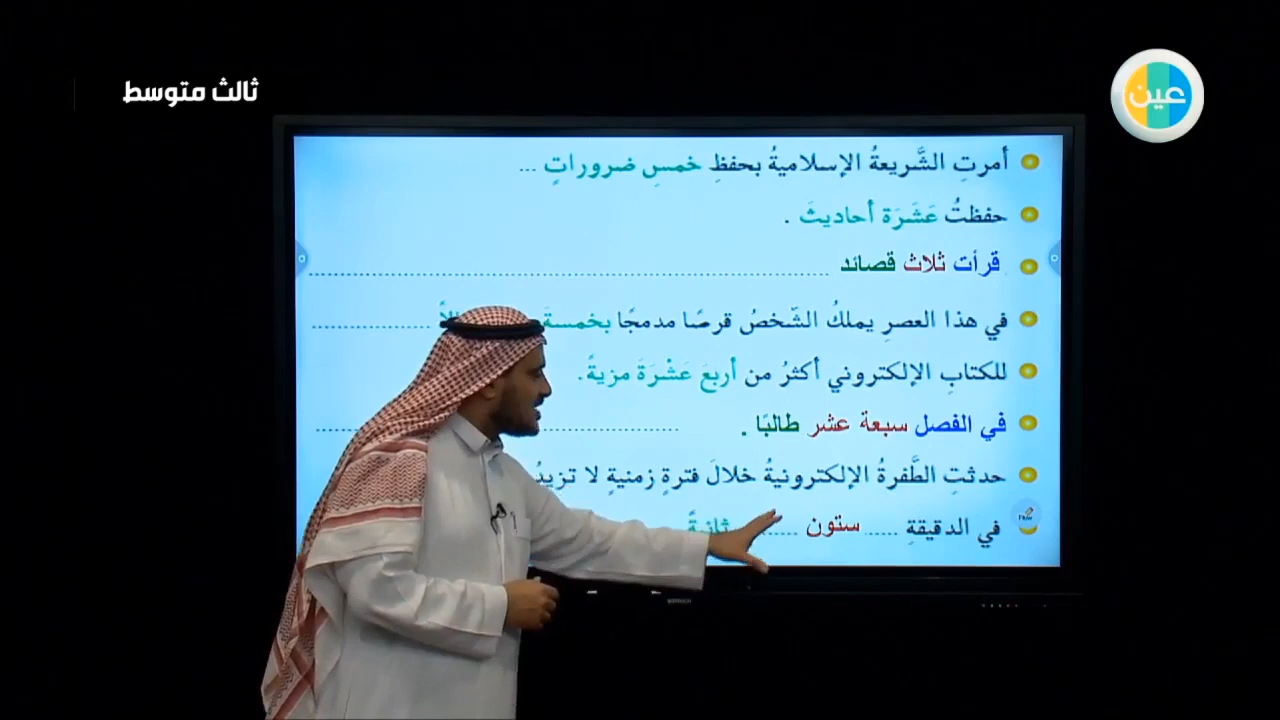 ثالث متوسط
عين
أمرتِ الشَّريعةُ الإسلاميةُ بحفظِ خمسِ ضروراتٍ ...
حفظتُ عَشَرَة أحاديثَ .
قرأت ثلاث قصائد ..........
في هذا العصرِ يملكُ الشّخصُ قرصًا مدمجًا بخمسةَ ..........
للكتابِ الإلكتروني أكثرُ من أربعَ عَشْرَةَ مزيةً.
في الفصل سبعة عشر طالبًا . ..........
حدثتِ الطَّفرةُ الإلكترونيةُ خلالَ فترةٍ زمنيةٍ لا تزيدُ
في الدقيقةِ ...... ستون ...... ثانيةً